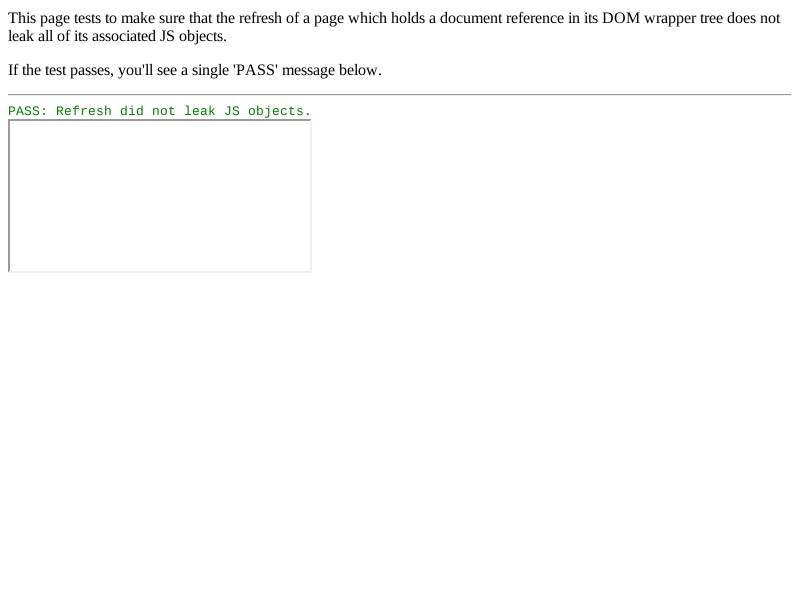 This page tests to make sure that the refresh of a page which holds a document reference in its DOM wrapper tree does not
leak all of its associated JS objects.
If the test passes, you'll see a single 'PASS' message below.
PASS: Refresh did not leak JS objects.